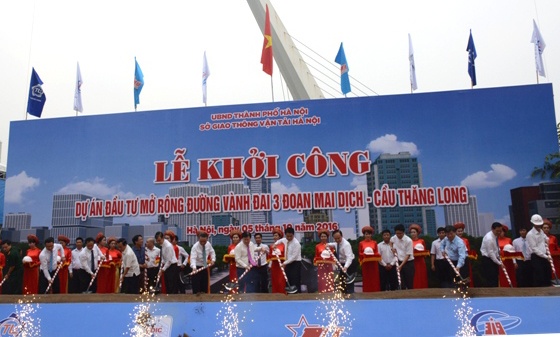 UBND THÀNH PHỐ HÀ NỘI
SỞ GIAO THÔNG VẬN TẢI HÀ NỘI
LỄ KHỞI CÔNG
DỰ ÁN ĐẦU TƯ MỞ RỘNG ĐƯỜNG VÀNH ĐAI 3 ĐOẠN MAI DỊCH - CẦU THĂNG LONG
Hà Nội, ngày 05 tháng
năm 2016
319